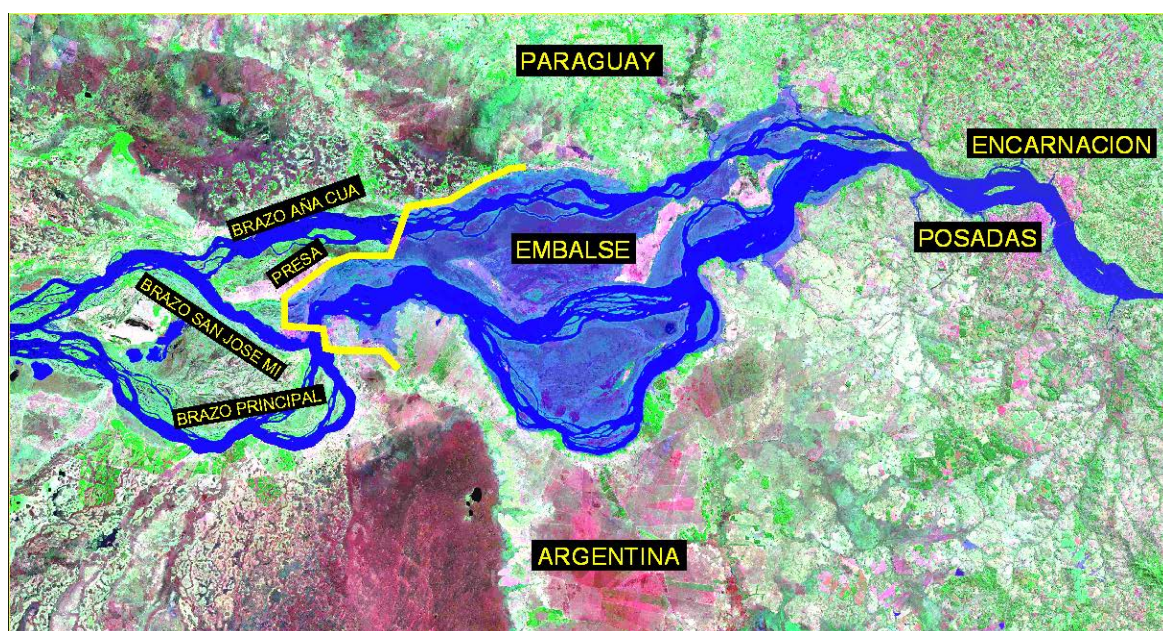 PARAGUAY
ENCARNACION
BRAZO AÑA CUA
POSADAS
EMBALSE
PRESA
BRAZO SAN JOSE MI
BRAZO PRINCIPAL
ARGENTINA